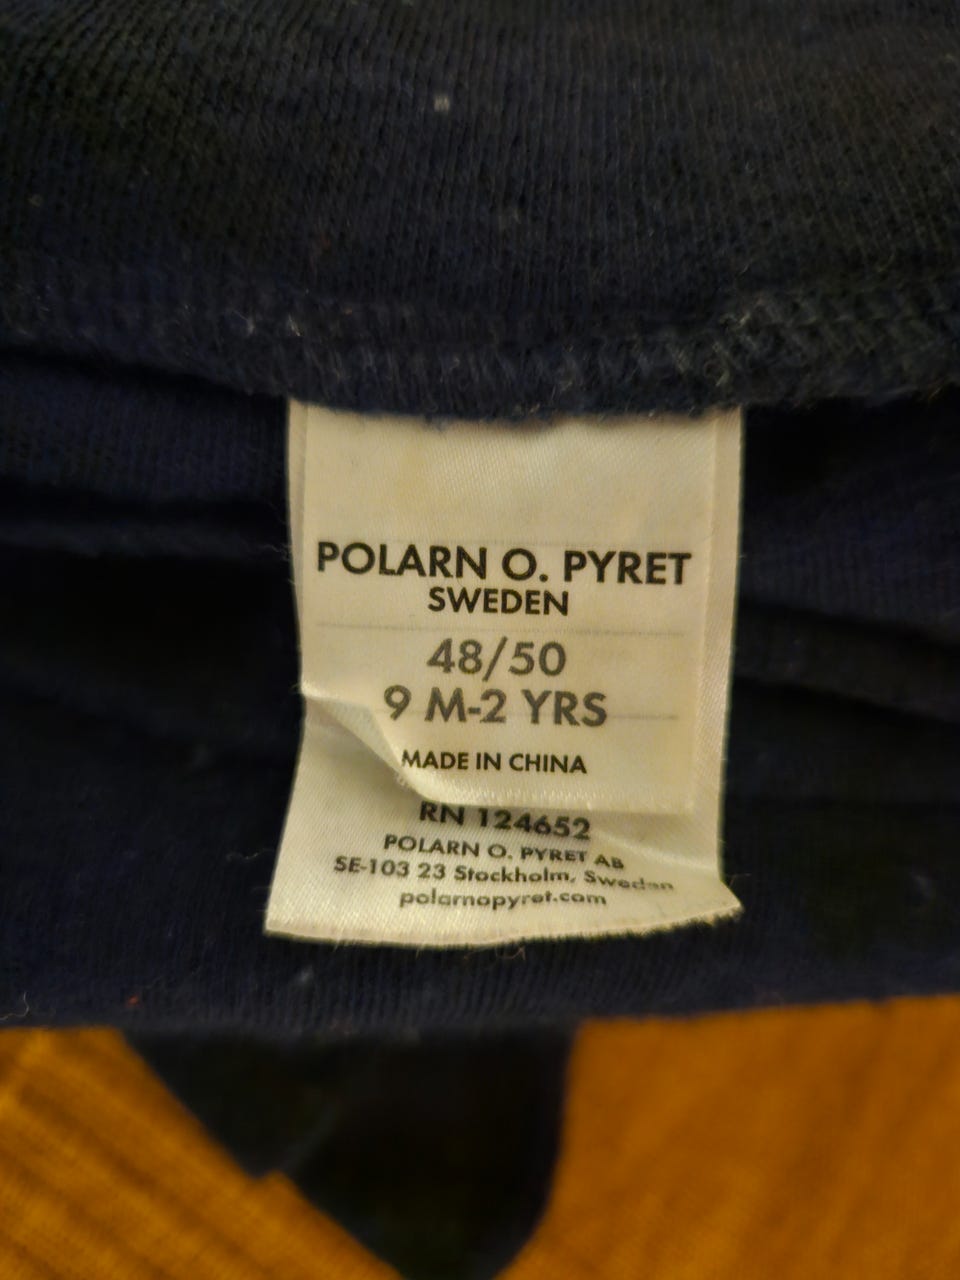 POLARN O. PYRET
SWEDEN
48/50
9 M-2 YRS
MADE IN CHINA
RN 124652
POLARN O. PYRET AB
SE-103 23 Stockholm, Sweden
polarnopyret.com